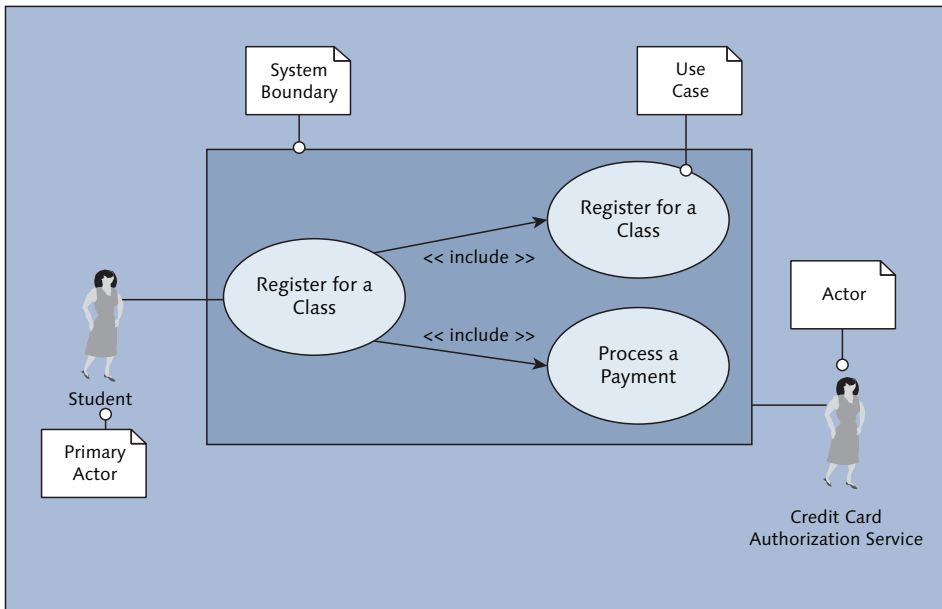 System
Boundary
Use
Case
Register for a
Class
<< include >>
Register for a
Class
Actor
<< include >>
Process a
Payment
Student
Primary
Actor
Credit Card
Authorization Service